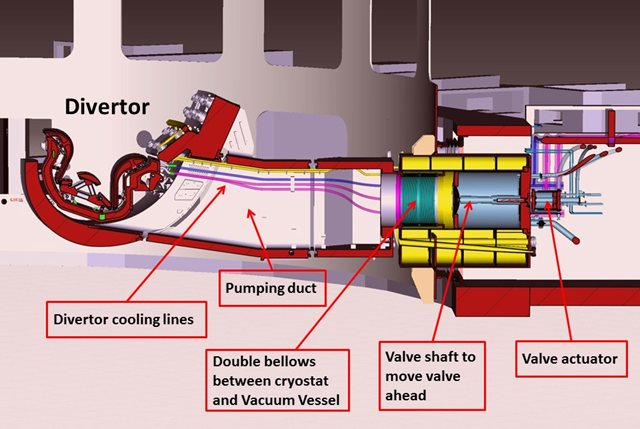 Divertor
Pumping duct
Divertor cooling lines
Double bellows
between cryostat
and Vacuum Vessel
Valve shaft to
move valve
ahead
Valve actuator